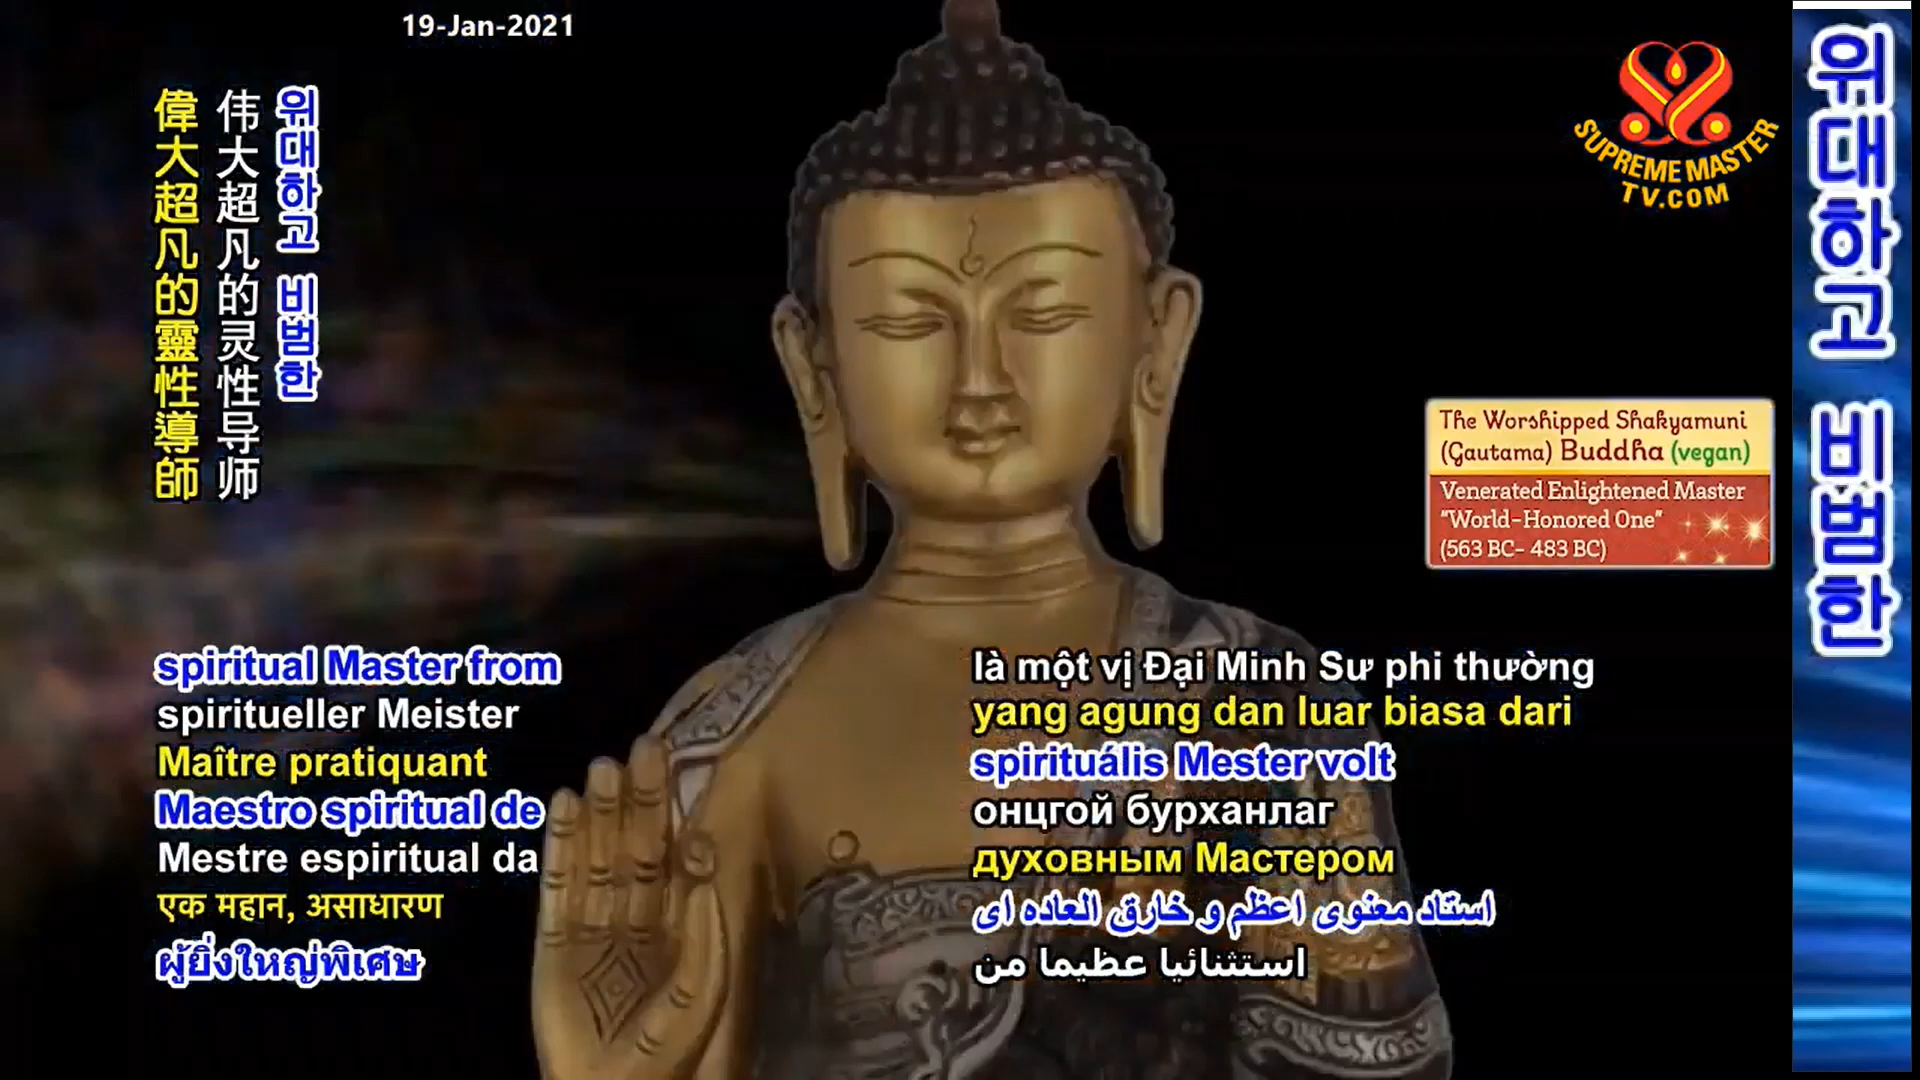 19-Jan-2021
偉大超凡的靈性導師
伟大超凡的灵性导师
위대하고 비범한
SUPREME MASTER
TV.COM
The Worshipped Shakyamuni
(Gautama) Buddha (vegan)
Venerated Enlightened Master
"World-Honored One"
(563 BC- 483 BC)
위대하고 비범한
spiritual Master from
spiritueller Meister
Maître pratiquant
Maestro spiritual de
Mestre espiritual da
एक महान, असाधारण
ผู้ยิ่งใหญ่พิเศษ
là một vị Đại Minh Sư phi thường
yang agung dan luar biasa dari
spirituális Mester volt
онцгой бурханлаг
духовным Мастером
استاد معنوی اعظم و خارق العاده ای
استثنائيا عظيما من